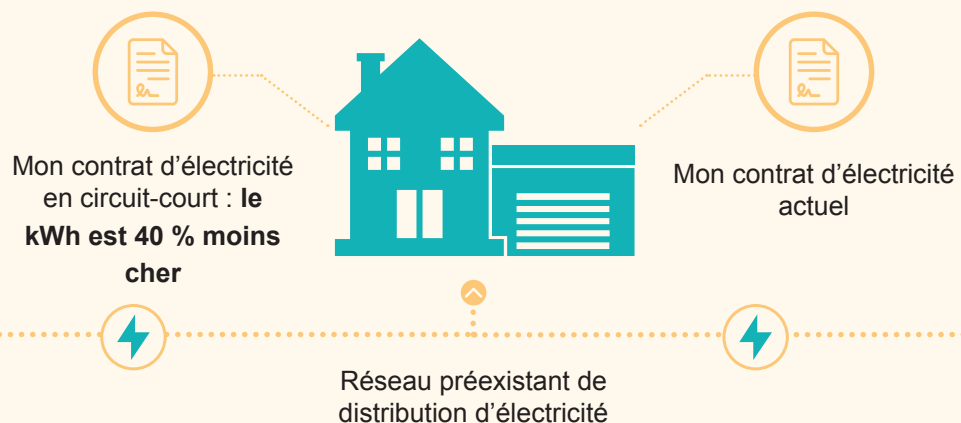 Mon contrat d’électricité
en circuit-court : le
kWh est 40 % moins
cher
Mon contrat d’électricité
actuel
Réseau préexistant de
distribution d’électricité